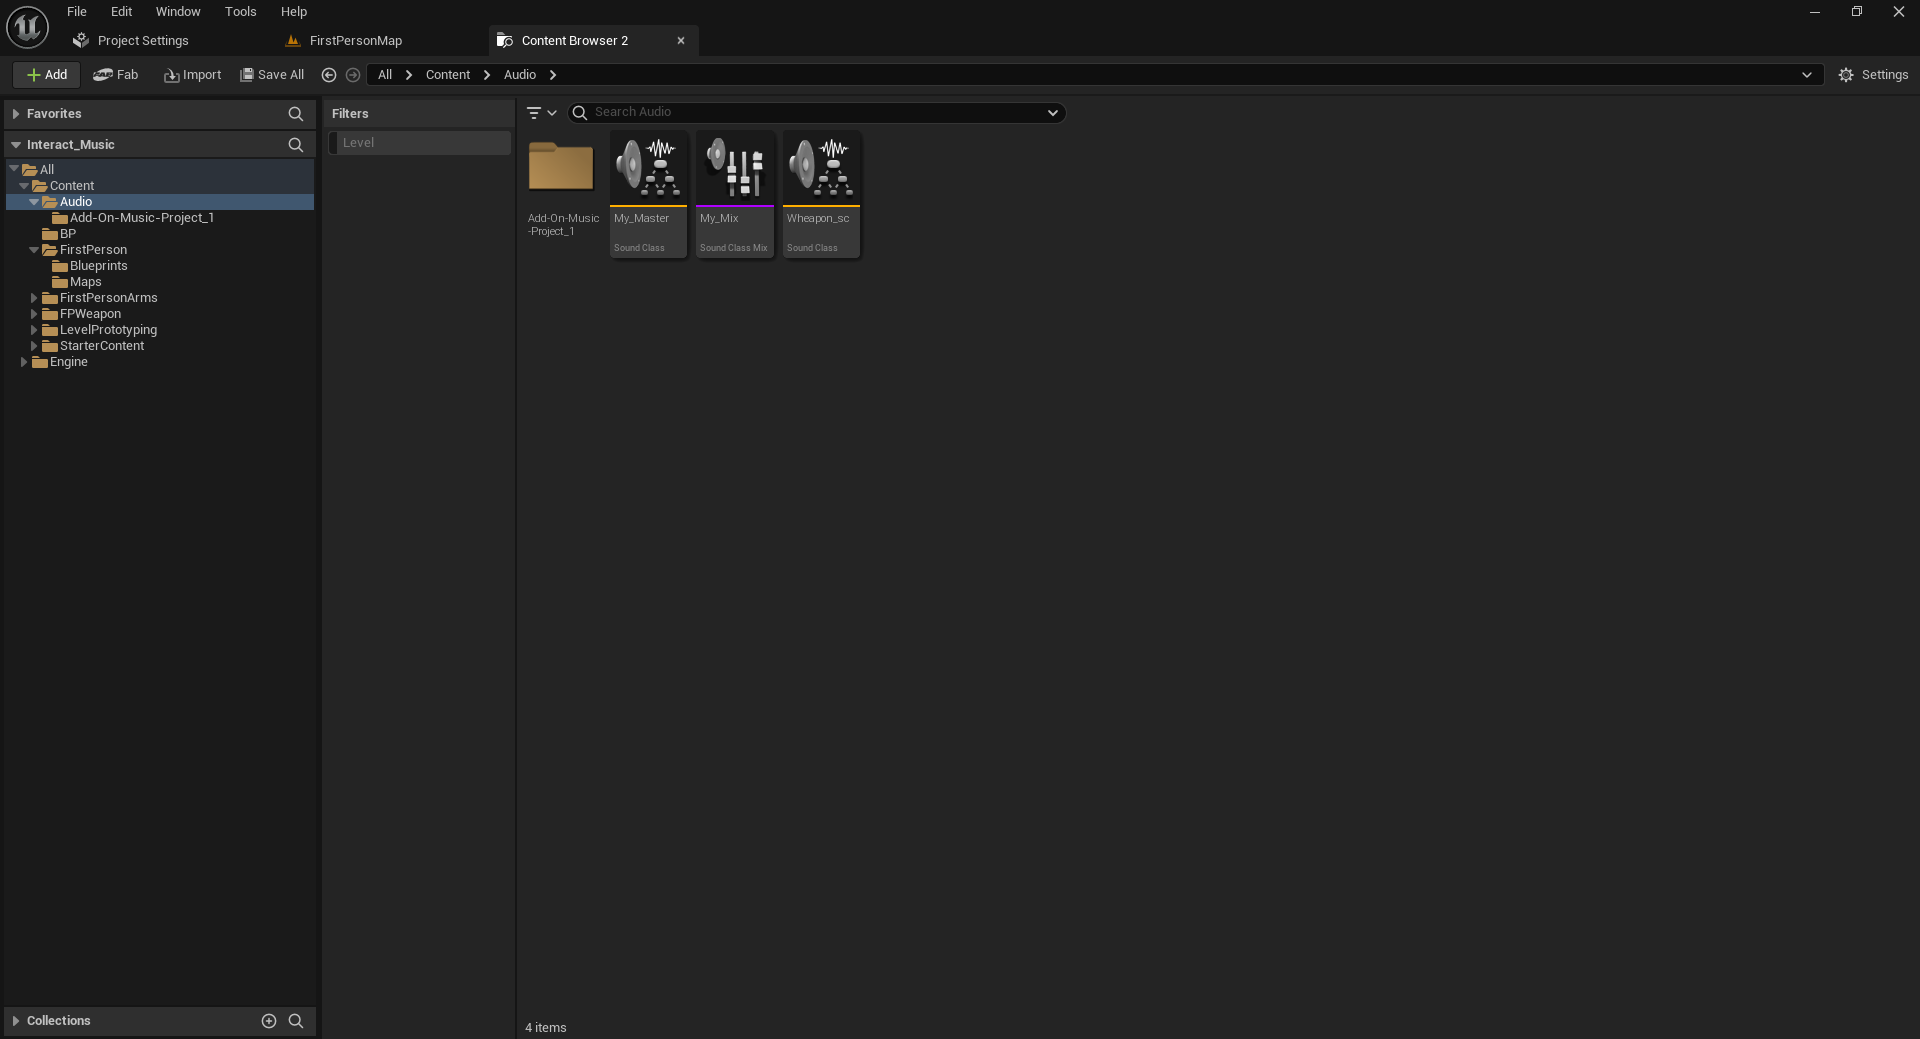 File Edit Window Tools Help
Project Settings FirstPersonMap Content Browser 2
Add Fab Import Save All All Content Audio Settings
Favorites
Interact_Music
All
Content
Audio
Add-On-Music-Project_1
BP
FirstPerson
Blueprints
Maps
FirstPersonArms
FPWeapon
LevelPrototyping
StarterContent
Engine
Collections
Filters
Level
Search Audio
Add-On-Music
-Project_1
My_Master
Sound Class
My_Mix
Sound Class Mix
Wheapon_sc
Sound Class
4 items